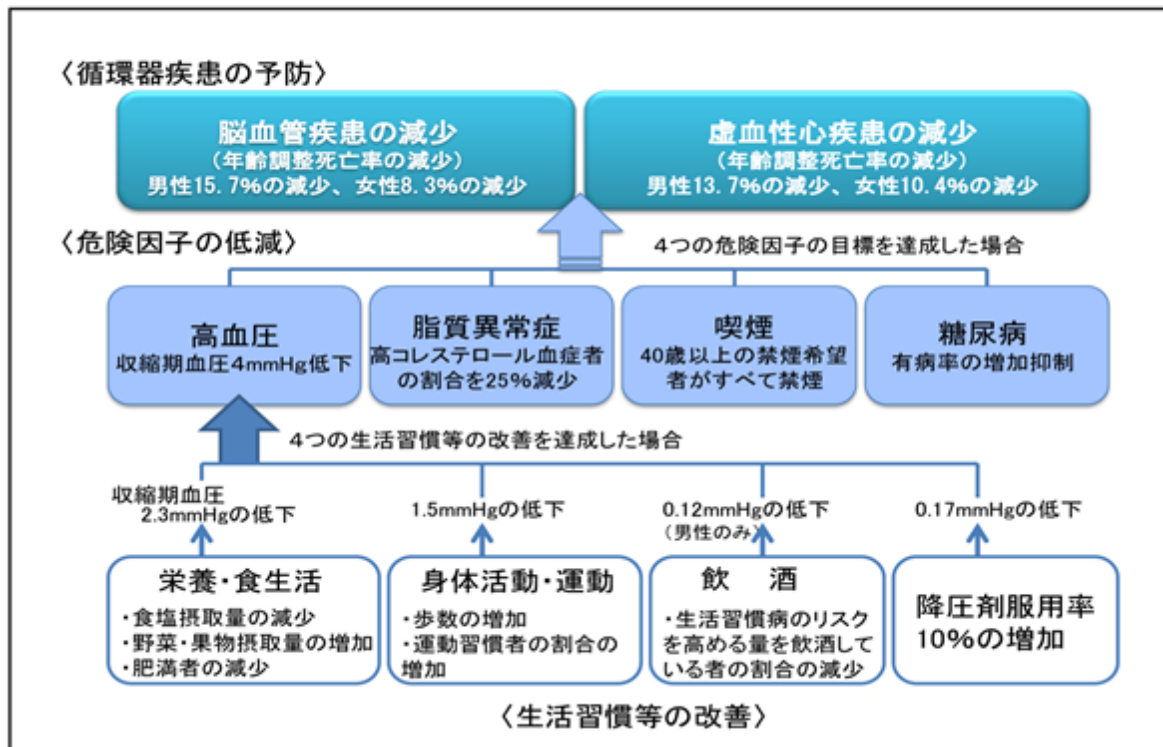 〈循環器疾患の予防〉
脳血管疾患の減少
（年齢調整死亡率の減少）
男性15.7%の減少、女性8.3%の減少
虚血性心疾患の減少
（年齢調整死亡率の減少）
男性13.7%の減少、女性10.4%の減少
〈危険因子の低減〉
4つの危険因子の目標を達成した場合
高血圧
収縮期血圧4mmHg低下
脂質異常症
高コレステロール血症者
の割合を25%減少
喫煙
40歳以上の禁煙希望
者がすべて禁煙
糖尿病
有病率の増加抑制
4つの生活習慣等の改善を達成した場合
収縮期血圧
2.3mmHgの低下
1.5mmHgの低下
0.12mmHgの低下
（男性のみ）
0.17mmHgの低下
栄養・食生活
・食塩摂取量の減少
・野菜・果物摂取量の増加
・肥満者の減少
身体活動・運動
・歩数の増加
・運動習慣者の割合の
増加
飲　酒
・生活習慣病のリスク
を高める量を飲酒して
いる者の割合の減少
降圧剤服用率
10%の増加
〈生活習慣等の改善〉